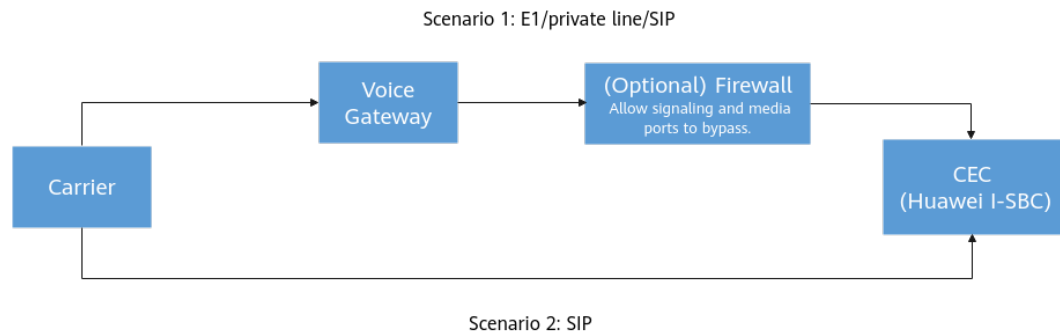 Scenario 1: E1/private line/SIP
Voice
Gateway
(Optional) Firewall
Allow signaling and media
ports to bypass.
Carrier
CEC
(Huawei I-SBC)
Scenario 2: SIP